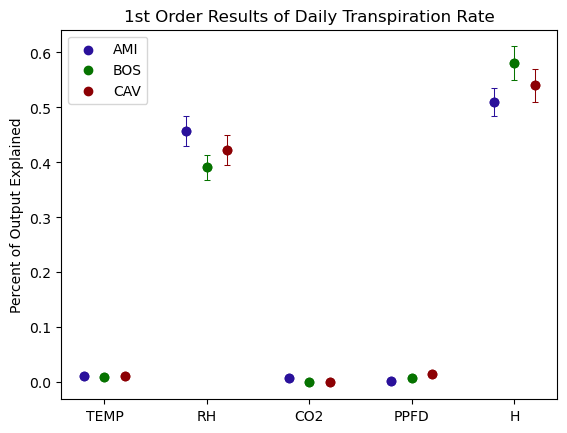 1st Order Results of Daily Transpiration Rate
AMI
BOS
CAV
Percent of Output Explained
0.6
0.5
0.4
0.3
0.2
0.1
0.0
TEMP RH CO2 PPFD H